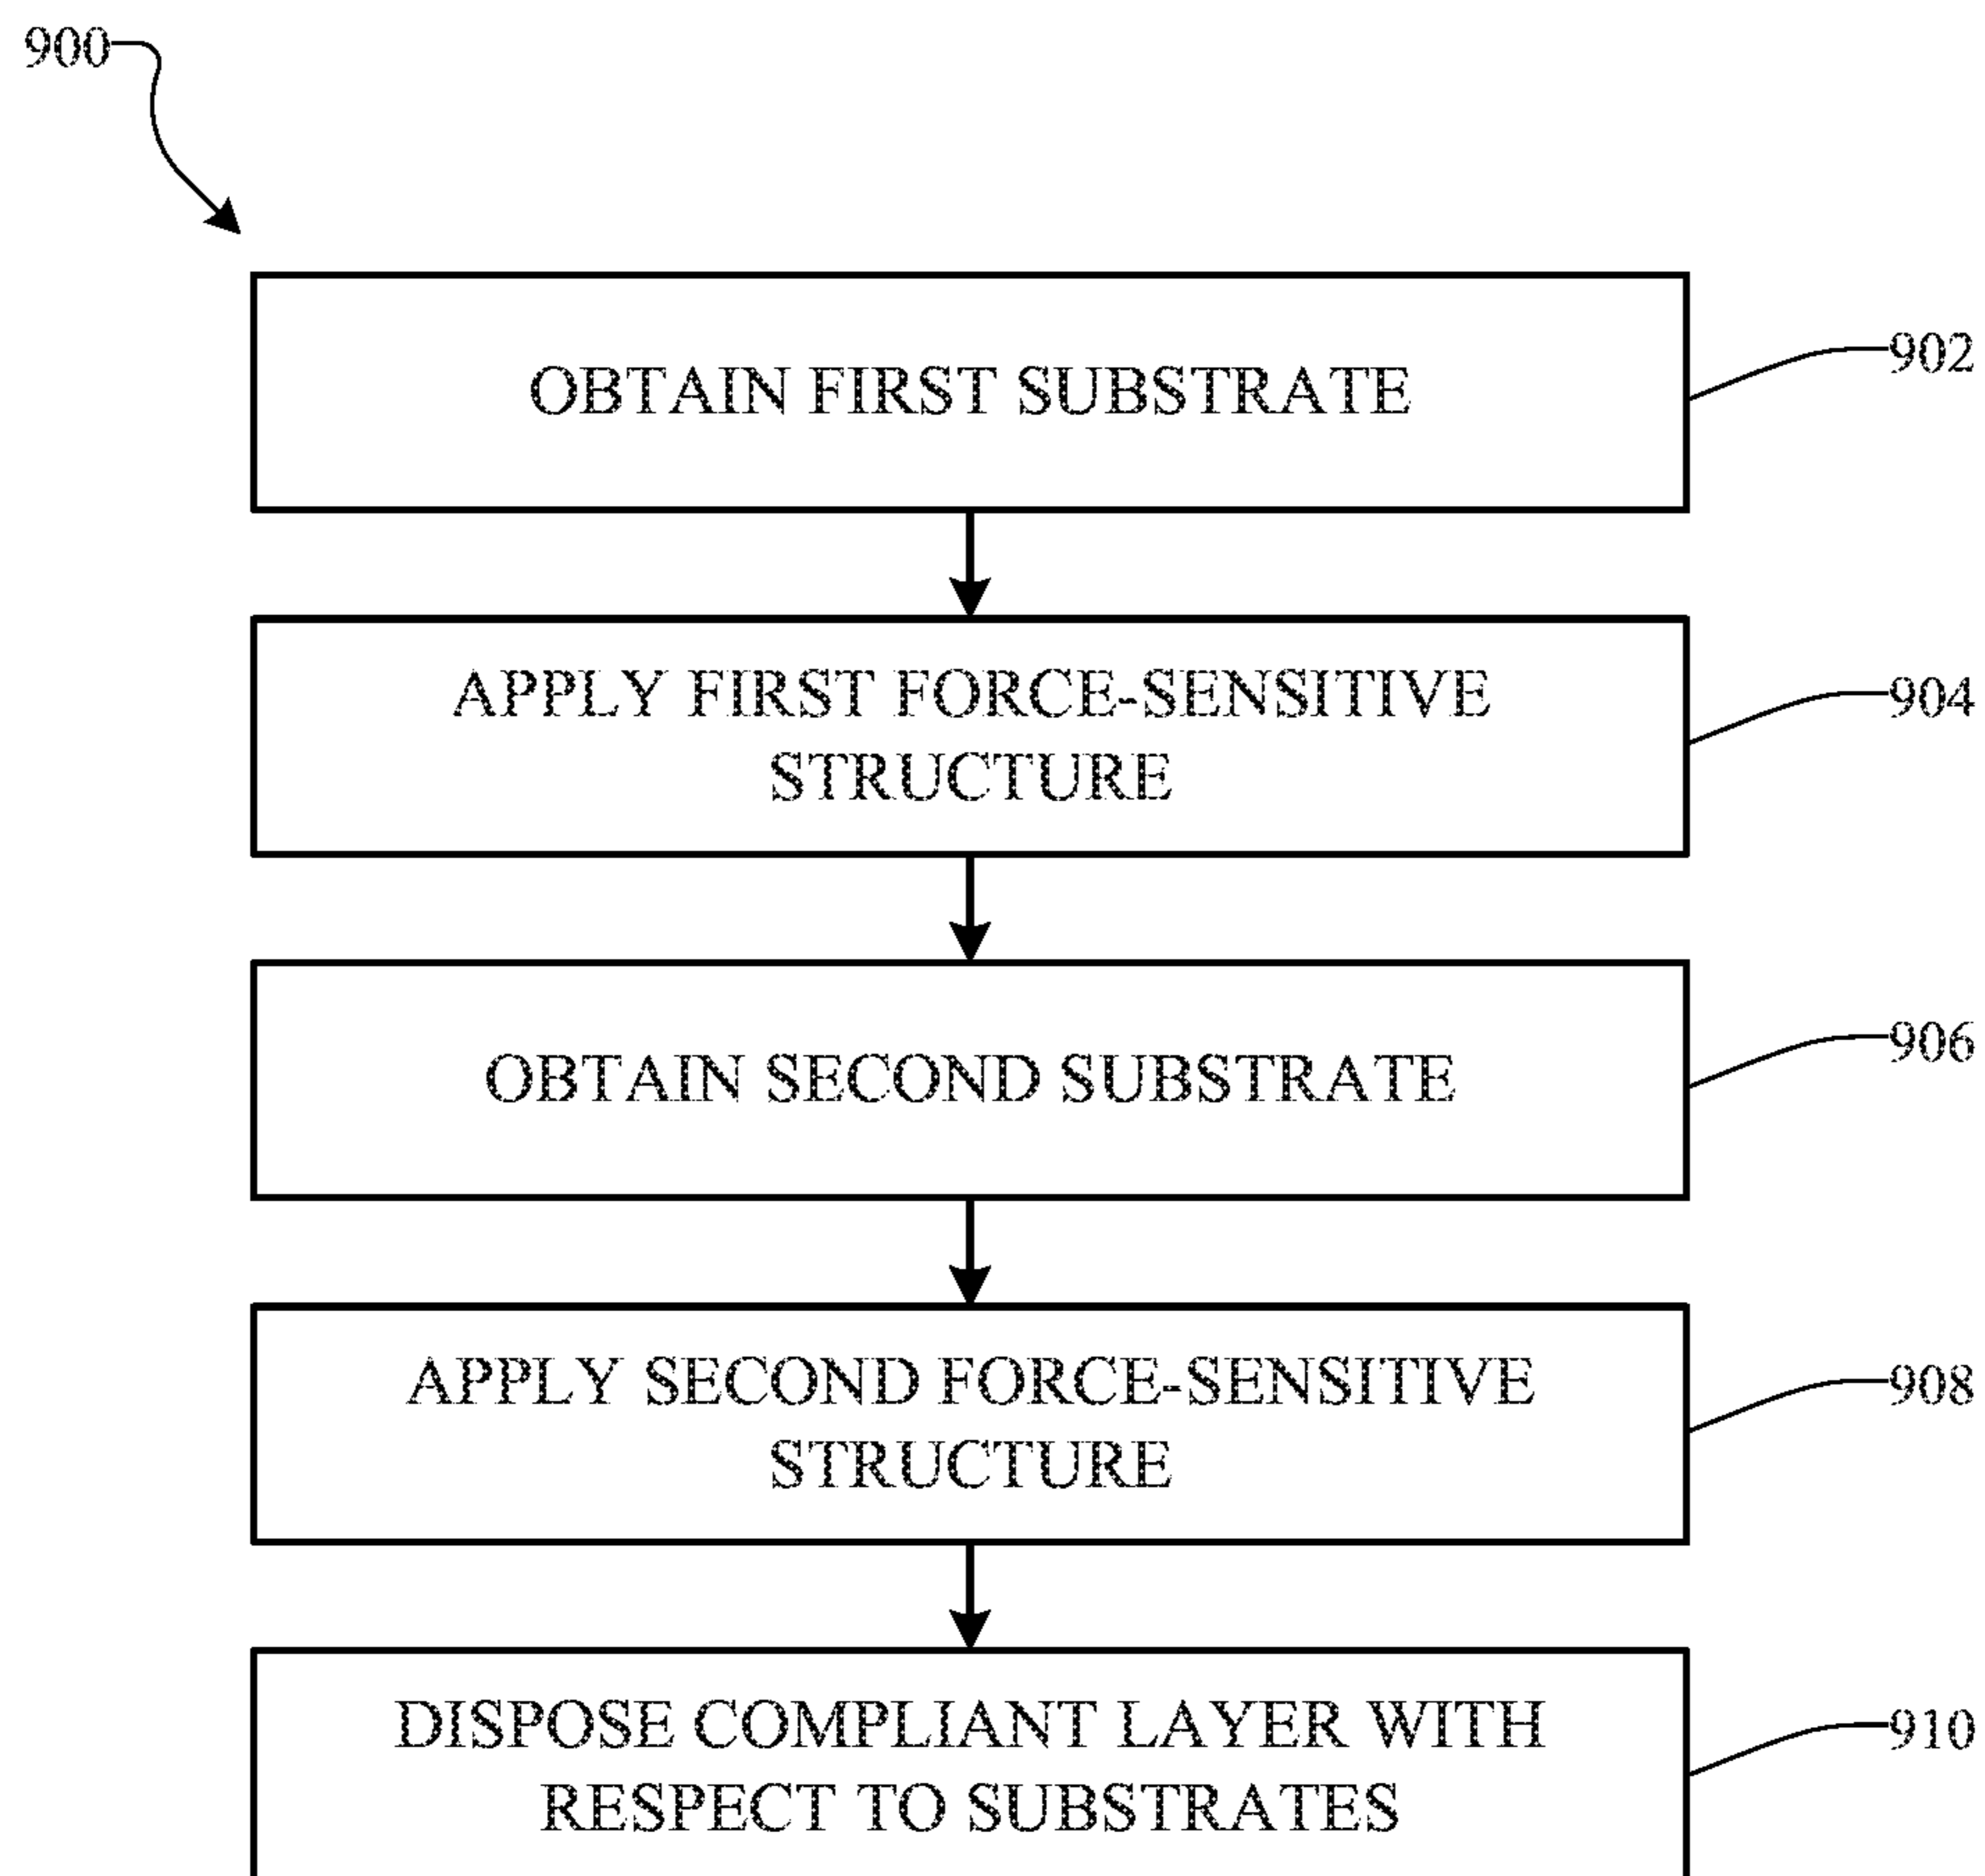 900
OBTAIN FIRST SUBSTRATE
902
APPLY FIRST FORCE-SENSITIVE
STRUCTURE
904
OBTAIN SECOND SUBSTRATE
906
APPLY SECOND FORCE-SENSITIVE
STRUCTURE
908
DISPOSE COMPLIANT LAYER WITH
RESPECT TO SUBSTRATES
910